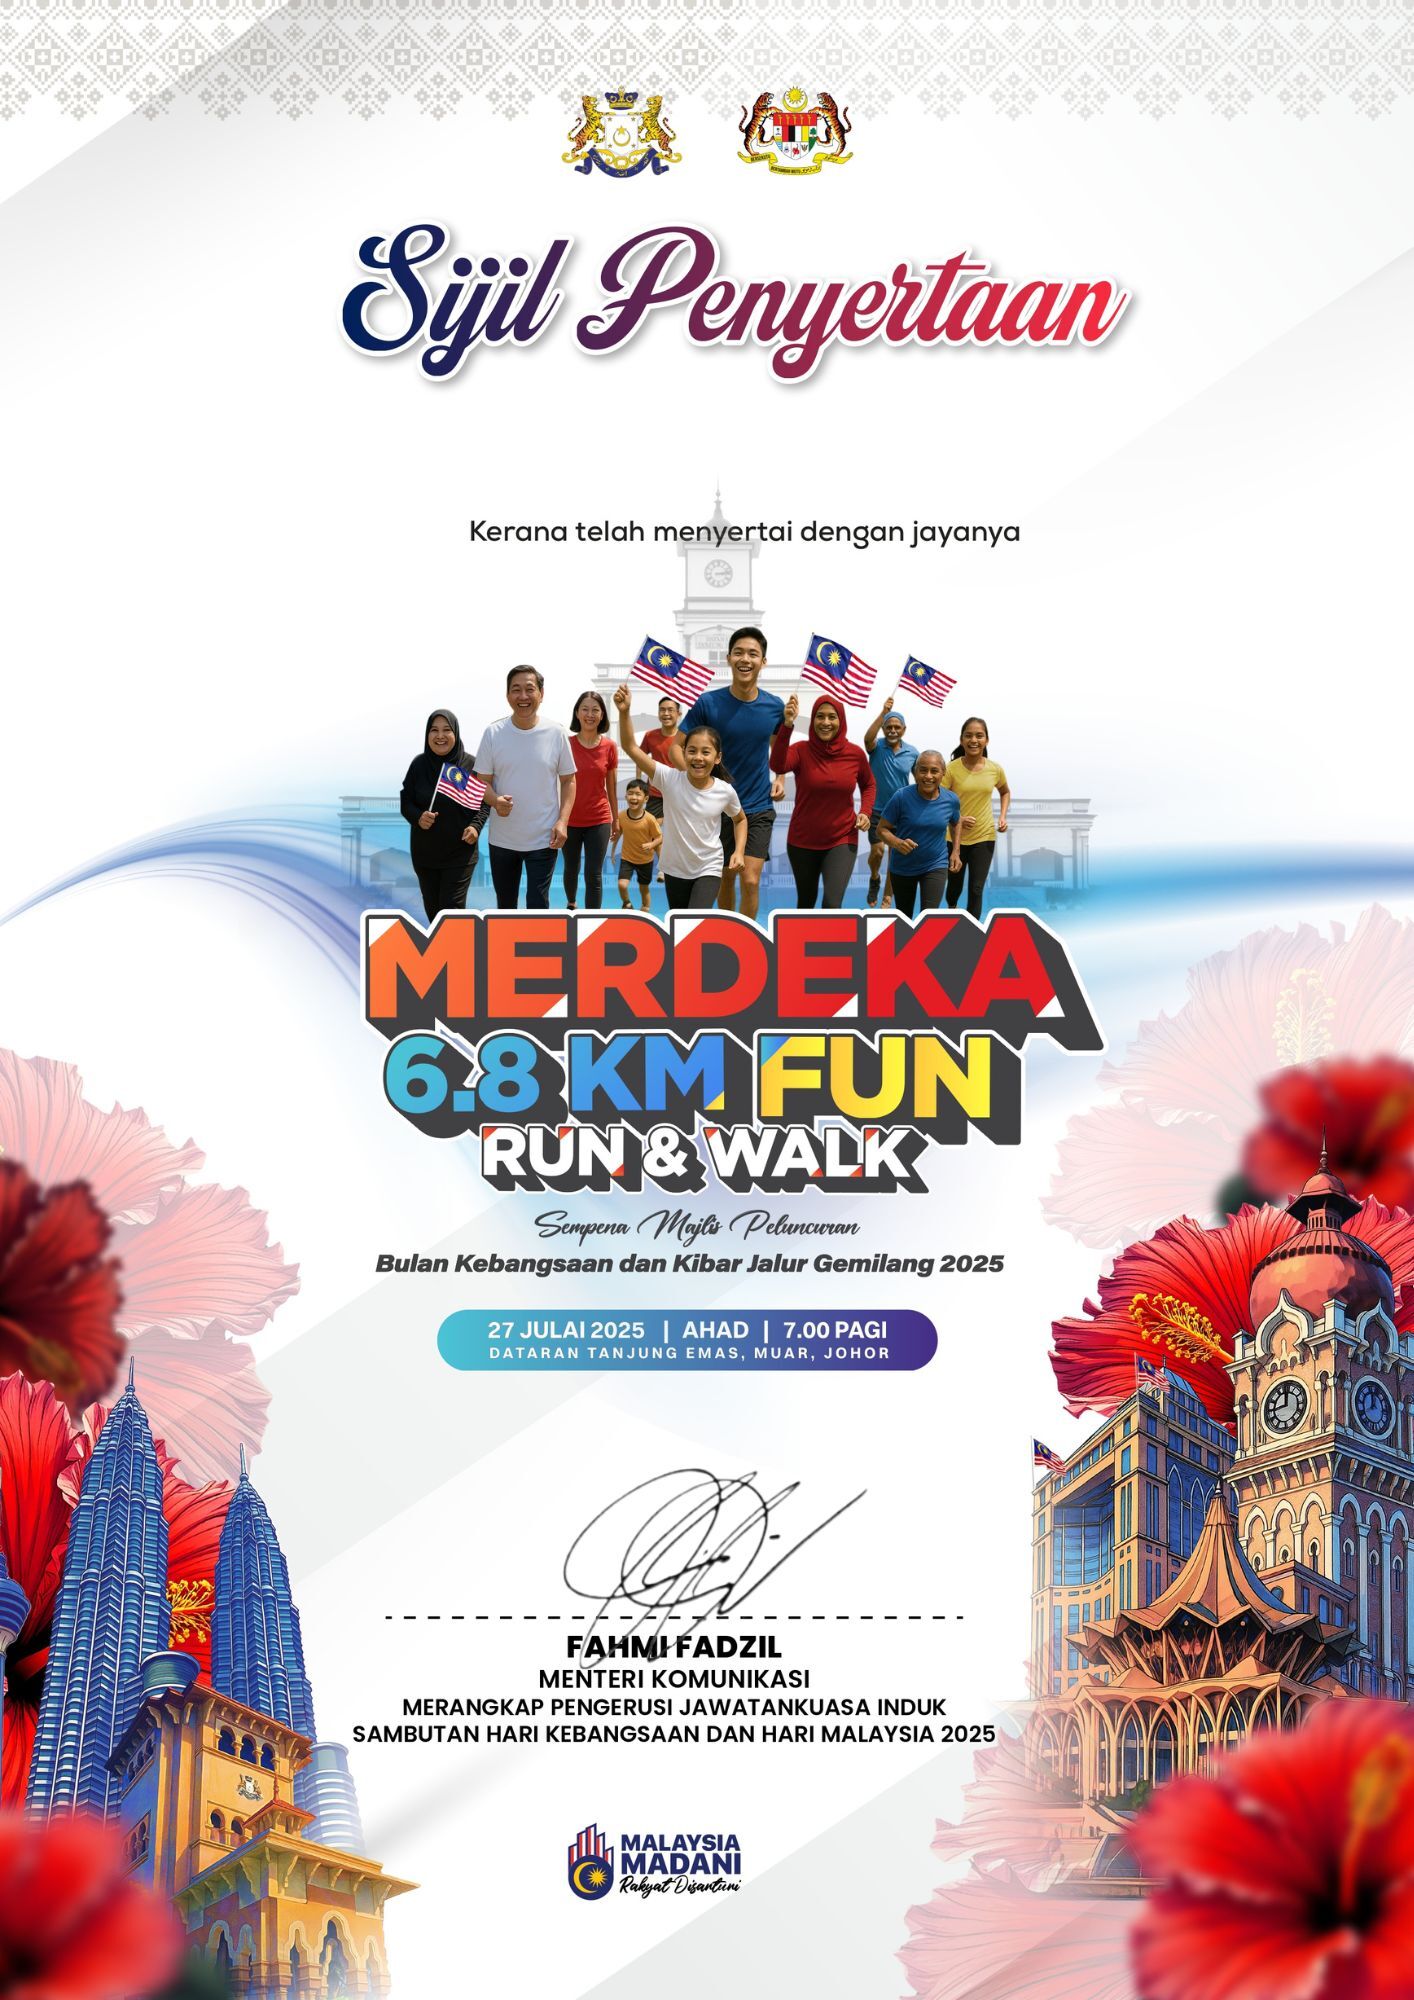 Sijil Penyertaan
Kerana telah menyertai dengan jayanya
MERDEKA
6.8 KM FUN
RUN & WALK
Sempena Majlis Peluncuran
Bulan Kebangsaan dan Kibar Jalur Gemilang 2025
27 JULAI 2025 | AHAD | 7.00 PAGI
DATARAN TANJUNG EMAS, MUAR, JOHOR
FAHMI FADZIL
MENTERI KOMUNIKASI
MERANGKAP PENGERUSI JAWATANKUASA INDUK
SAMBUTAN HARI KEBANGSAAN DAN HARI MALAYSIA 2025
MALAYSIA
MADANI
Rakyat Disantuni